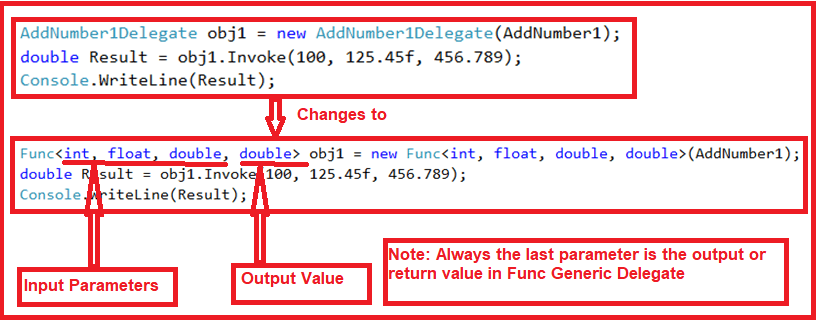 AddNumber1Delegate obj1 = new AddNumber1Delegate(AddNumber1);
double Result = obj1.Invoke(100, 125.45f, 456.789);
Console.WriteLine(Result);
Changes to
Func<int, float, double, double> obj1 = new Func<int, float, double, double>(AddNumber1);
double Result = obj1.Invoke(100, 125.45f, 456.789);
Console.WriteLine(Result);
Input Parameters
Output Value
Note: Always the last parameter is the output or
return value in Func Generic Delegate